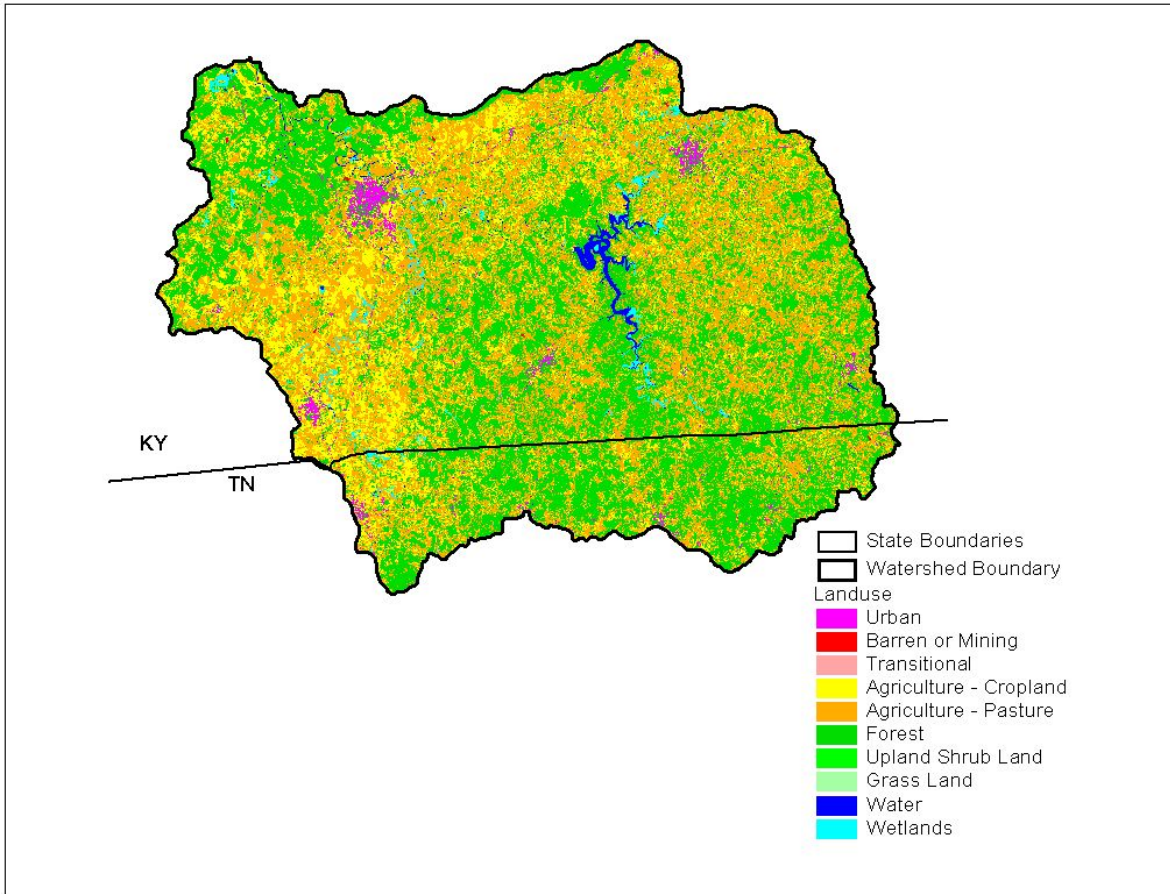 KY
TN
State Boundaries
Watershed Boundary
Landuse
Urban
Barren or Mining
Transitional
Agriculture - Cropland
Agriculture - Pasture
Forest
Upland Shrub Land
Grass Land
Water
Wetlands